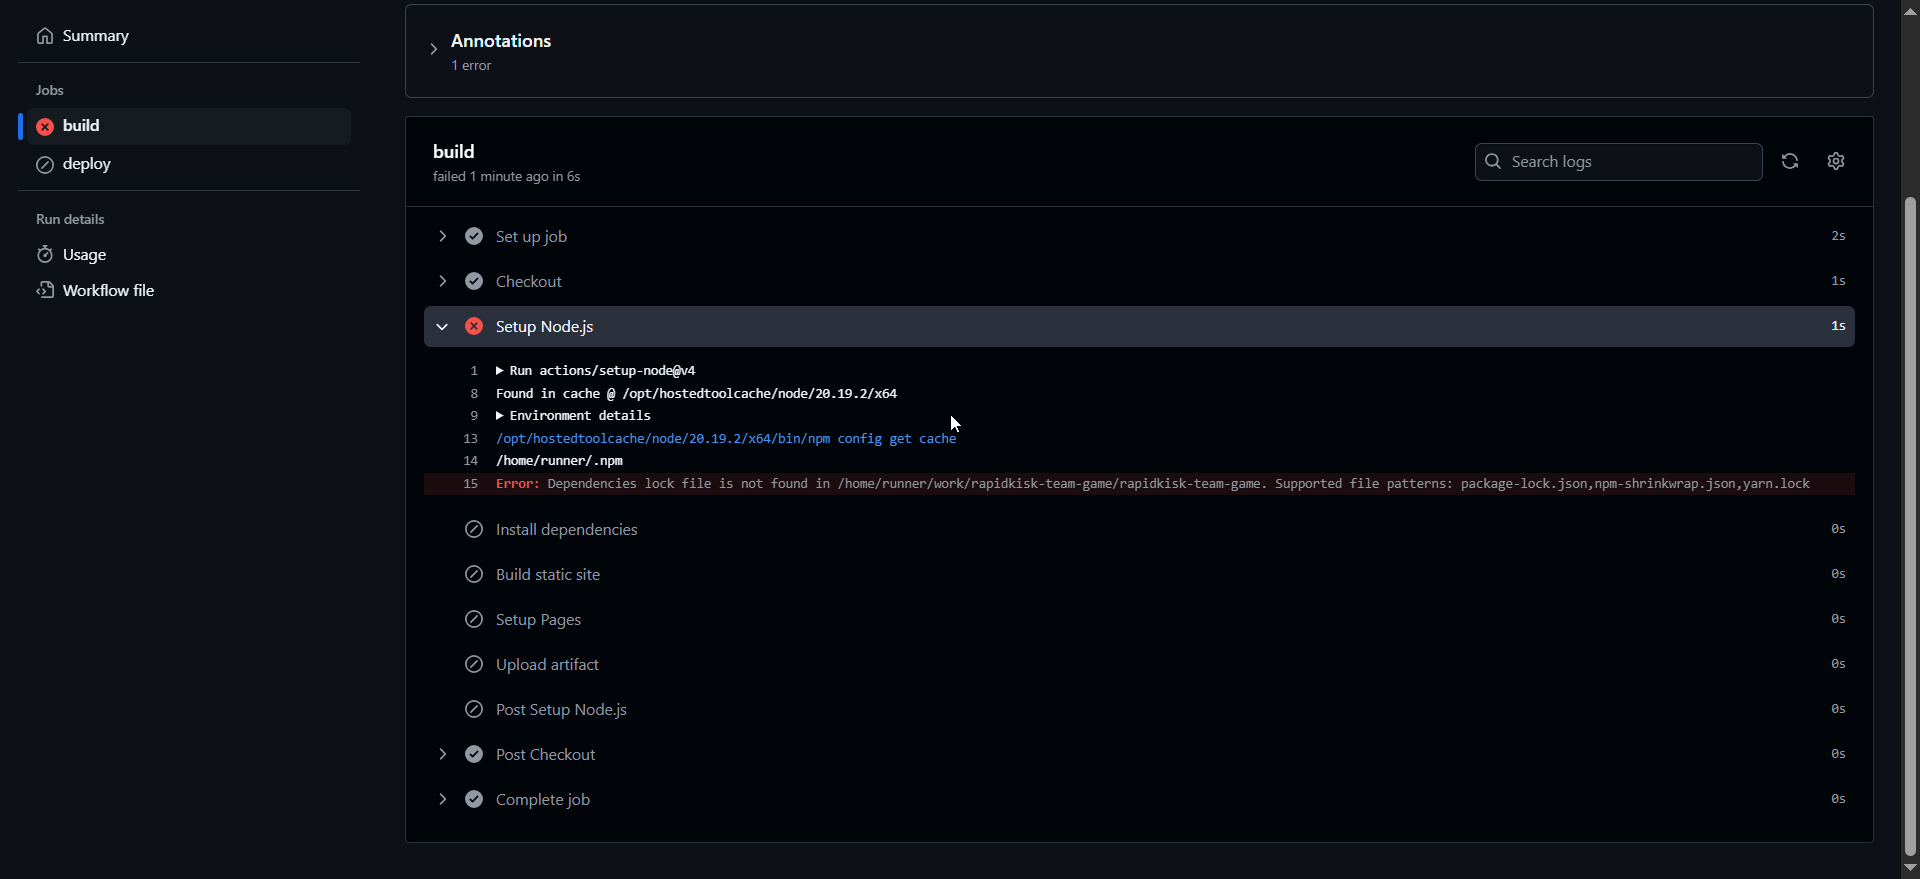 Summary
Jobs
build
deploy
Run details
Usage
Workflow file
Annotations
1 error
build
failed 1 minute ago in 6s
Search logs
Set up job 2s
Checkout 1s
Setup Node.js 1s
1 Run actions/setup-node@v4
8 Found in cache @ /opt/hostedtoolcache/node/20.19.2/x64
9 Environment details
13 /opt/hostedtoolcache/node/20.19.2/x64/bin/npm config get cache
14 /home/runner/.npm
15 Error: Dependencies lock file is not found in /home/runner/work/rapidkisk-team-game/rapidkisk-team-game. Supported file patterns: package-lock.json,npm-shrinkwrap.json,yarn.lock
Install dependencies 0s
Build static site 0s
Setup Pages 0s
Upload artifact 0s
Post Setup Node.js 0s
Post Checkout 0s
Complete job 0s